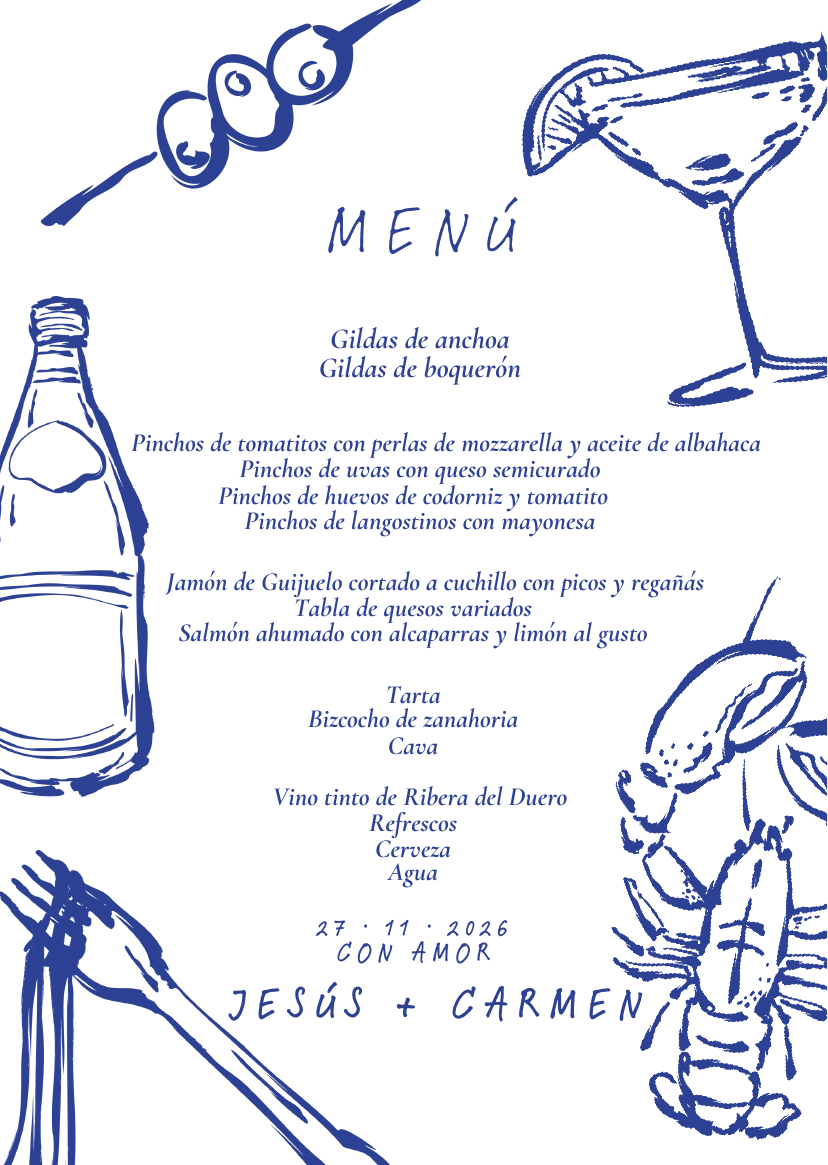 MENÚ
Gildas de anchoa
Gildas de boquerón
Pinchos de tomatitos con perlas de mozzarella y aceite de albahaca
Pinchos de uvas con queso semicurado
Pinchos de huevos de codorniz y tomatito
Pinchos de langostinos con mayonesa
Jamón de Guijuelo cortado a cuchillo con picos y regañás
Tabla de quesos variados
Salmón ahumado con alcaparras y limón al gusto
Tarta
Bizcocho de zanahoria
Cava
Vino tinto de Ribera del Duero
Refrescos
Cerveza
Agua
27 · 11 · 2026
CON AMOR
JESÚS + CARMEN